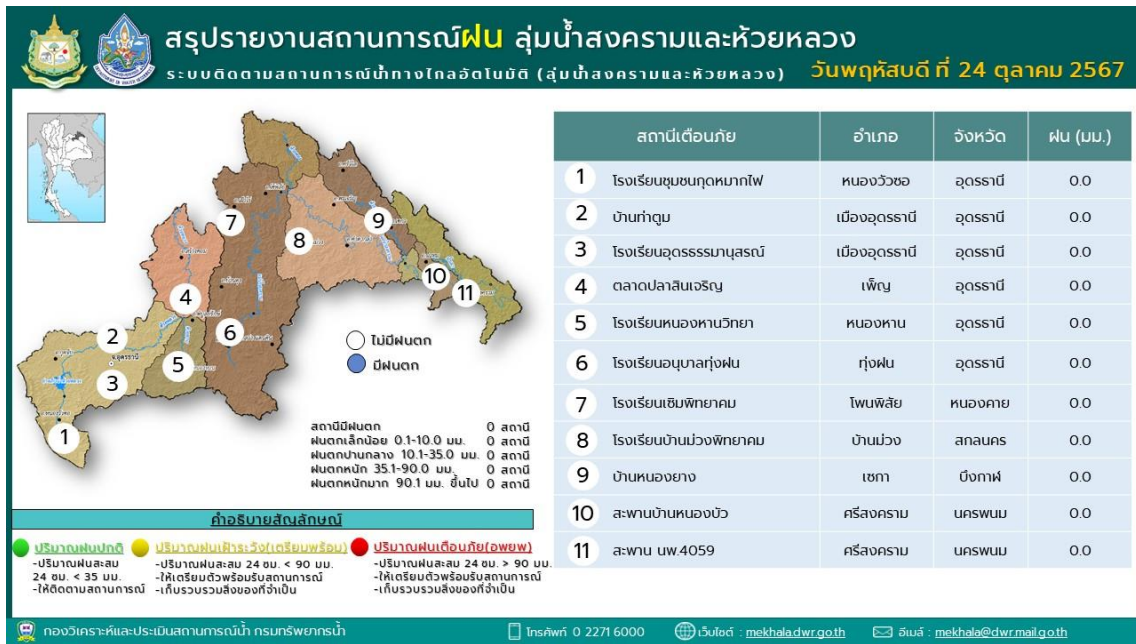 สรุปรายงานสถานการณ์ฝน ลุ่มน้ำสงครามและห้วยหลวง
ระบบติดตามสถานการณ์น้ำทางไกลอัตโนมัติ (ลุ่มน้ำสงครามและห้วยหลวง) วันพฤหัสบดี ที่ 24 ตุลาคม 2567
สถานีเตือนภัย อำเภอ จังหวัด ฝน (มม.)
1 โรงเรียนชุมชนกุดหมากไฟ หนองวัวซอ อุดรธานี 0.0
2 บ้านท่าตูม เมืองอุดรธานี อุดรธานี 0.0
3 โรงเรียนอุดรธรรมานุสรณ์ เมืองอุดรธานี อุดรธานี 0.0
4 ตลาดปลาสินเจริญ เพ็ญ อุดรธานี 0.0
5 โรงเรียนหนองหานวิทยา หนองหาน อุดรธานี 0.0
6 โรงเรียนอนุบาลทุ่งฝน ทุ่งฝน อุดรธานี 0.0
7 โรงเรียนเซิมพิทยาคม โพนพิสัย หนองคาย 0.0
8 โรงเรียนบ้านม่วงพิทยาคม บ้านม่วง สกลนคร 0.0
9 บ้านหนองยาง เซกา บึงกาฬ 0.0
10 สะพานบ้านหนองบัว ศรีสงคราม นครพนม 0.0
11 สะพาน นพ.4059 ศรีสงคราม นครพนม 0.0
7
8
9
10
11
4
6
2
5
3
1
อ.อุดรธานี
ไม่มีฝนตก
มีฝนตก
สถานีมีฝนตก 0 สถานี
ฝนตกเล็กน้อย 0.1-10.0 มม. 0 สถานี
ฝนตกปานกลาง 10.1-35.0 มม. 0 สถานี
ฝนตกหนัก 35.1-90.0 มม. 0 สถานี
ฝนตกหนักมาก 90.1 มม. ขึ้นไป 0 สถานี
คำอธิบายสัญลักษณ์
ปริมาณฝนปกติ
-ปริมาณฝนสะสม
24 ชม. < 35 มม.
-ให้ติดตามสถานการณ์
ปริมาณฝนเฝ้าระวัง(เตรียมพร้อม)
-ปริมาณฝนสะสม 24 ชม. < 90 มม.
-ให้เตรียมตัวพร้อมรับสถานการณ์
-เก็บรวบรวมสิ่งของที่จำเป็น
ปริมาณฝนเตือนภัย(อพยพ)
-ปริมาณฝนสะสม 24 ชม. > 90 มม.
-ให้เตรียมตัวพร้อมรับสถานการณ์
-เก็บรวบรวมสิ่งของที่จำเป็น
กองวิเคราะห์และประเมินสถานการณ์น้ำ กรมทรัพยากรน้ำ โทรศัพท์ 0 2271 6000 เว็บไซต์ : mekhala.dwr.go.th อีเมล์ : mekhala@dwr.mail.go.th